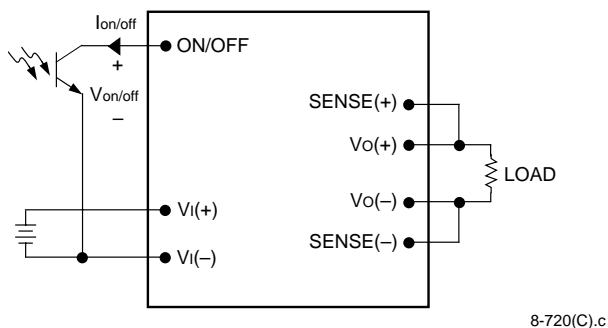 Ion/off
ON/OFF
+
Von/off
–
SENSE(+)
VO(+)
LOAD
VO(–)
SENSE(–)
VI(+)
VI(–)
8-720(C).c